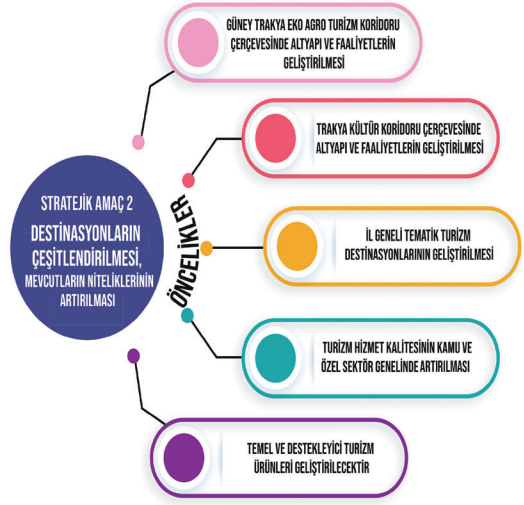 STRATEJİK AMAÇ 2
DESTİNASYONLARIN
ÇEŞİTLENDİRİLMESİ,
MEVCUTLARIN NİTELİKLERİNİN
ARTIRILMASI
ÖNCELİKLER
GÜNEY TRAKYA EKO AGRO TURİZM KORİDORU
ÇERÇEVESİNDE ALTYAPI VE FAALİYETLERİN
GELİŞTİRİLMESİ
TRAKYA KÜLTÜR KORİDORU ÇERÇEVESİNDE
ALTYAPI VE FAALİYETLERİN GELİŞTİRİLMESİ
İL GENELİ TEMATİK TURİZM
DESTİNASYONLARININ GELİŞTİRİLMESİ
TURİZM HİZMET KALİTESİNİN KAMU VE
ÖZEL SEKTÖR GENELİNDE ARTIRILMASI
TEMEL VE DESTEKLEYİCİ TURİZM
ÜRÜNLERİ GELİŞTİRİLECEKTİR